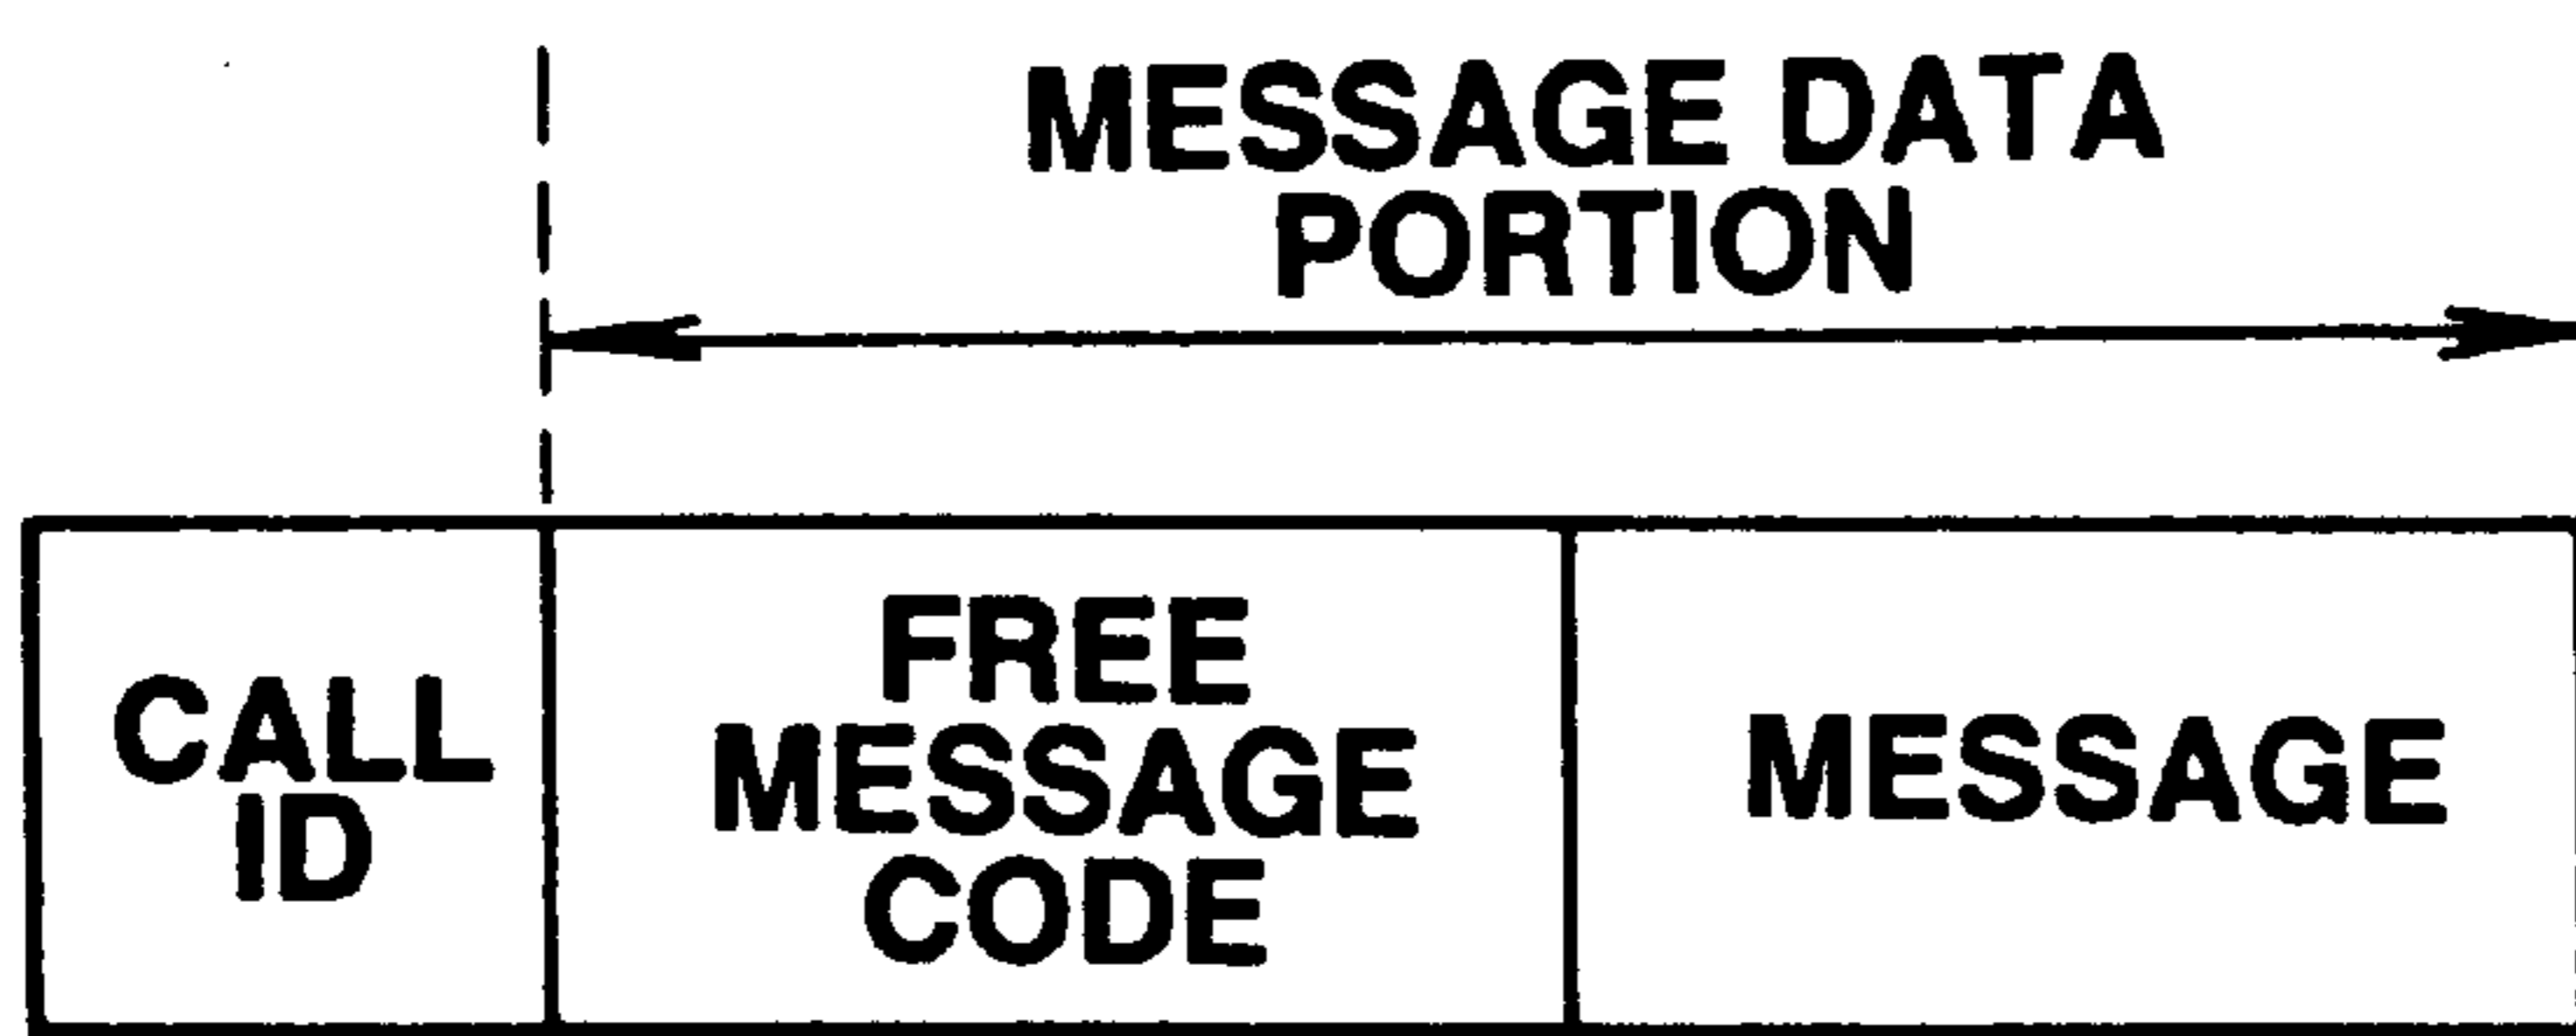 MESSAGE DATA
PORTION
CALL
ID
FREE
MESSAGE
CODE
MESSAGE